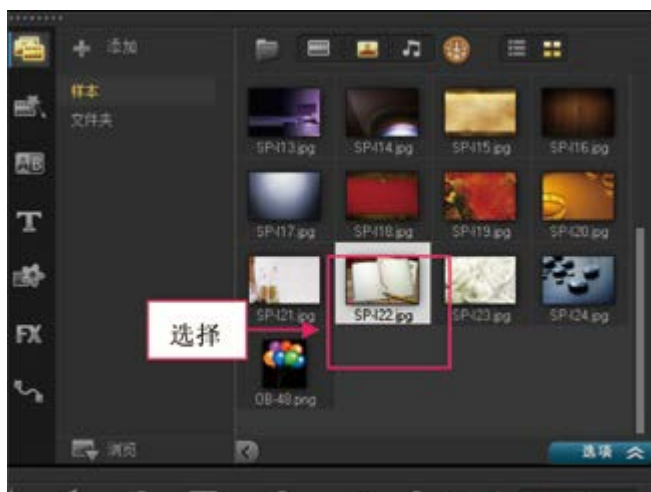 添加
样本
文件夹
SP-I13.jpg
SP-I14.jpg
SP-I15.jpg
SP-I16.jpg
AB
SP-I17.jpg
SP-I18.jpg
SP-I19.jpg
SP-I20.jpg
T
SP-I21.jpg
SP-I22.jpg
SP-I23.jpg
SP-I24.jpg
选择
FX
OB-48.png
浏览
选项